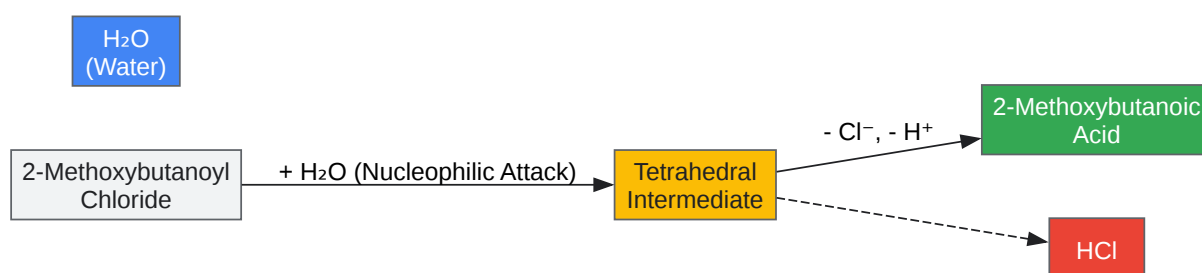 H₂O
(Water)
2-Methoxybutanoyl
Chloride
+ H₂O (Nucleophilic Attack)
Tetrahedral
Intermediate
- Cl⁻, - H⁺
2-Methoxybutanoic
Acid
HCl